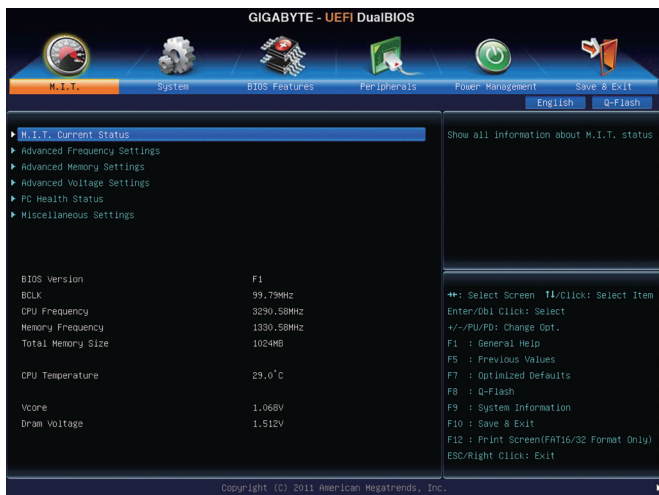 GIGABYTE - UEFI DualBIOS
M.I.T. System BIOS Features Peripherals Power Management Save & Exit
English Q-Flash
M.I.T. Current Status
Advanced Frequency Settings
Advanced Memory Settings
Advanced Voltage Settings
PC Health Status
Miscellaneous Settings
Show all information about M.I.T. status
BIOS Version F1
BCLK 99.79MHz
CPU Frequency 3290.58MHz
Memory Frequency 1330.58MHz
Total Memory Size 1024MB
CPU Temperature 29.0°C
Vcore 1.068V
Dram Voltage 1.512V
→←: Select Screen ↑↓/Click: Select Item
Enter/Dbl Click: Select
+/-/PU/PD: Change Opt.
F1 : General Help
F5 : Previous Values
F7 : Optimized Defaults
F8 : Q-Flash
F9 : System Information
F10 : Save & Exit
F12 : Print Screen(FAT16/32 Format Only)
ESC/Right Click: Exit
Copyright (C) 2011 American Megatrends, Inc.